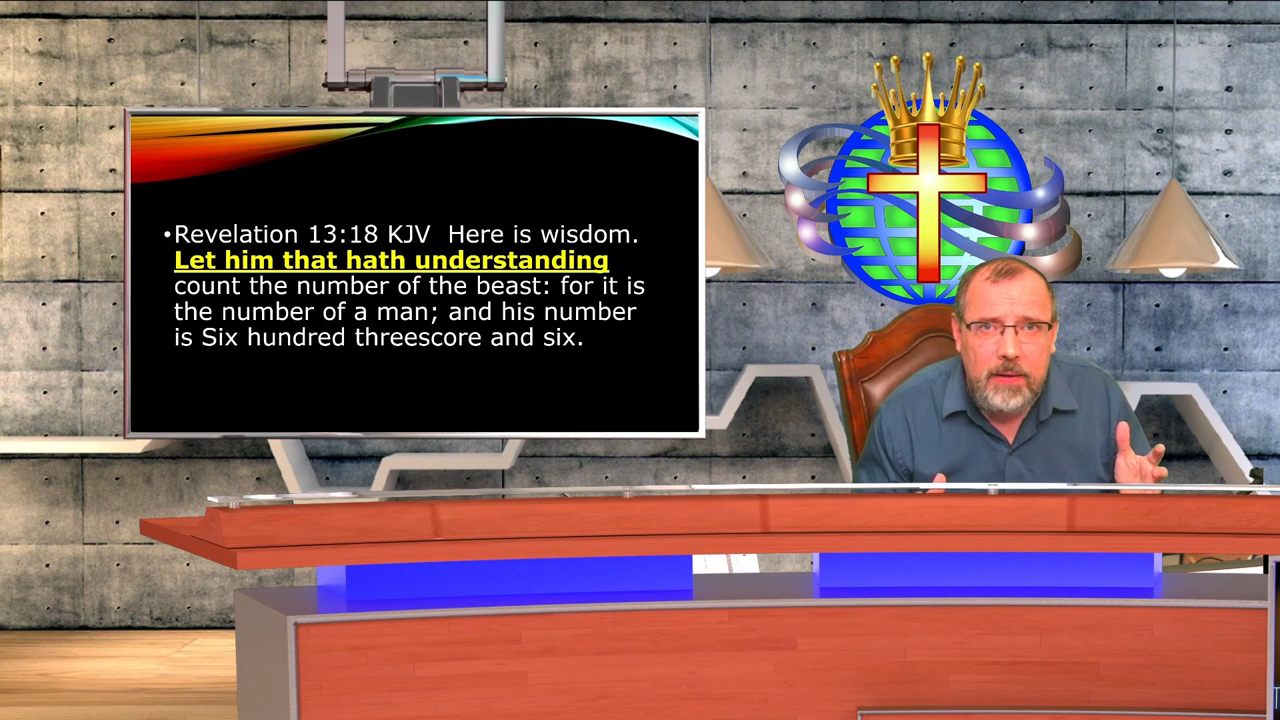 •Revelation 13:18 KJV  Here is wisdom.
Let him that hath understanding
count the number of the beast: for it is
the number of a man; and his number
is Six hundred threescore and six.